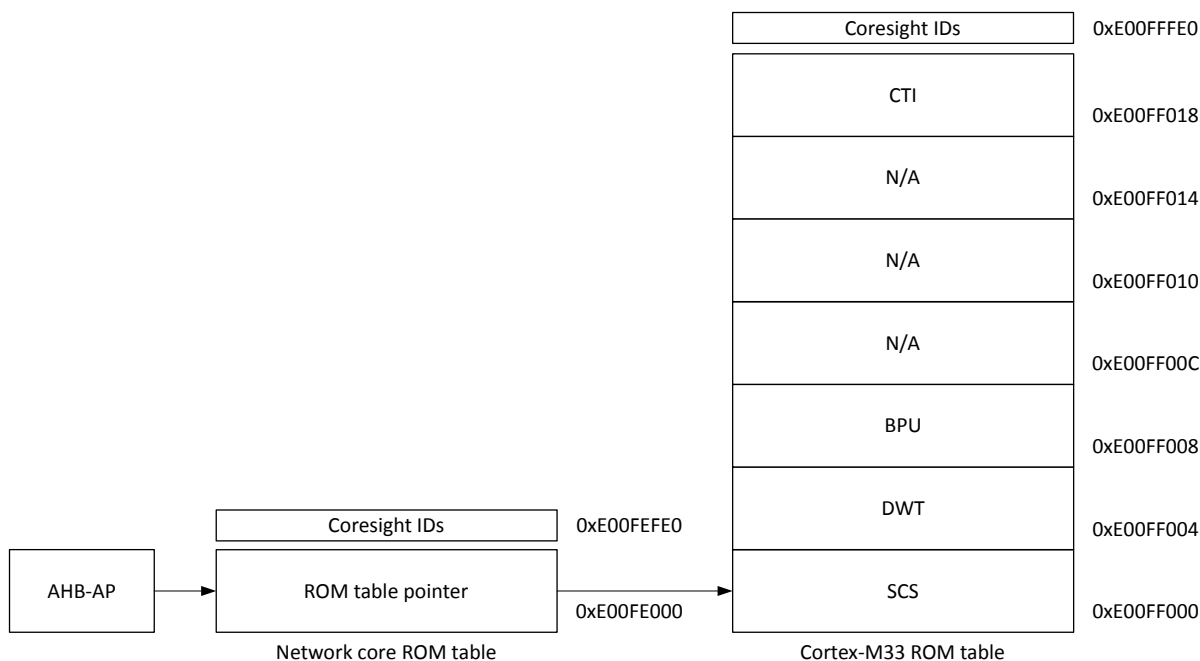 Coresight IDs 0xE00FFFE0
CTI
0xE00FF018
N/A
0xE00FF014
N/A
0xE00FF010
N/A
0xE00FF00C
BPU
0xE00FF008
DWT
0xE00FF004
Coresight IDs 0xE00FEFE0
AHB-AP ROM table pointer SCS
0xE00FE000 0xE00FF000
Network core ROM table Cortex-M33 ROM table